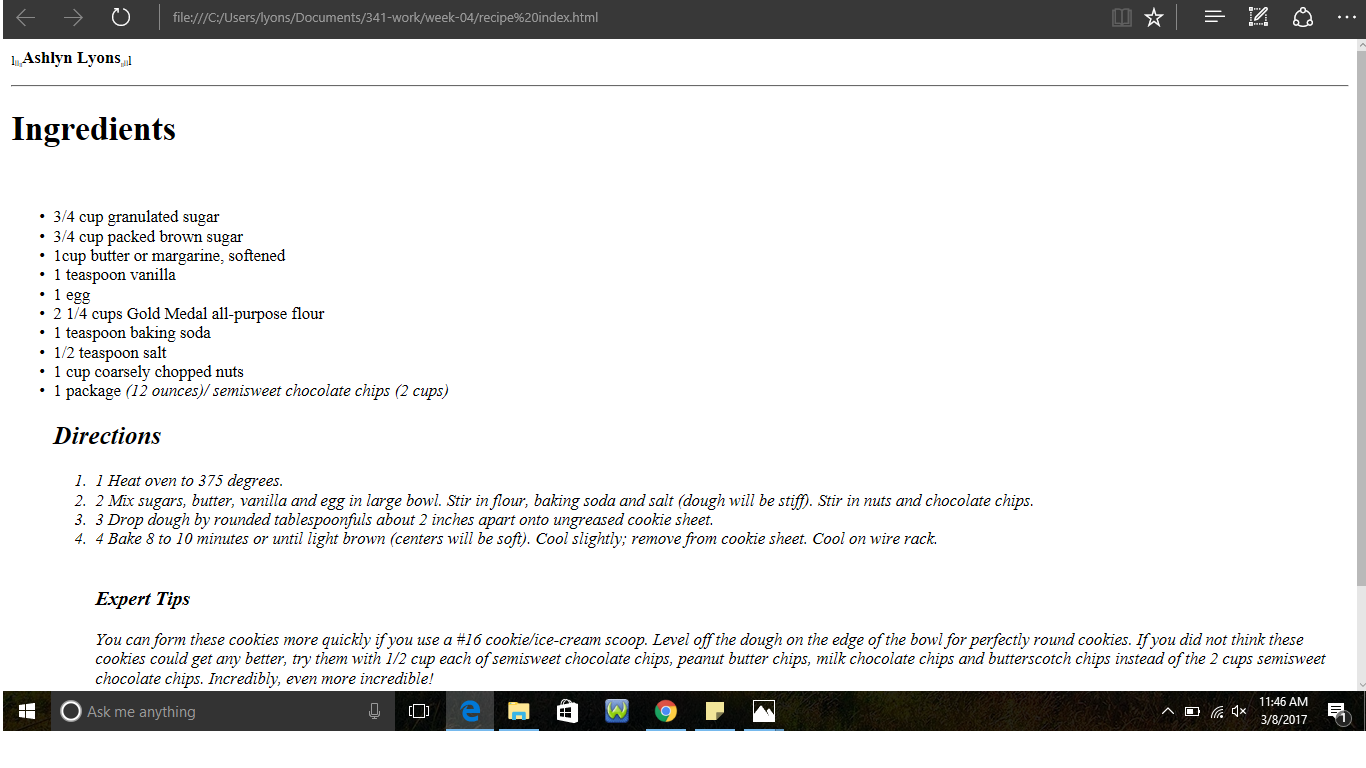 file:///C:/Users/lyons/Documents/341-work/week-04/recipe%20index.html
Ashlyn Lyons
Ingredients
• 3/4 cup granulated sugar
• 3/4 cup packed brown sugar
• 1cup butter or margarine, softened
• 1 teaspoon vanilla
• 1 egg
• 2 1/4 cups Gold Medal all-purpose flour
• 1 teaspoon baking soda
• 1/2 teaspoon salt
• 1 cup coarsely chopped nuts
• 1 package (12 ounces)/ semisweet chocolate chips (2 cups)
Directions
1. 1 Heat oven to 375 degrees.
2. 2 Mix sugars, butter, vanilla and egg in large bowl. Stir in flour, baking soda and salt (dough will be stiff). Stir in nuts and chocolate chips.
3. 3 Drop dough by rounded tablespoonfuls about 2 inches apart onto ungreased cookie sheet.
4. 4 Bake 8 to 10 minutes or until light brown (centers will be soft). Cool slightly; remove from cookie sheet. Cool on wire rack.
Expert Tips
You can form these cookies more quickly if you use a #16 cookie/ice-cream scoop. Level off the dough on the edge of the bowl for perfectly round cookies. If you did not think these
cookies could get any better, try them with 1/2 cup each of semisweet chocolate chips, peanut butter chips, milk chocolate chips and butterscotch chips instead of the 2 cups semisweet
chocolate chips. Incredibly, even more incredible!
Ask me anything
11:46 AM
3/8/2017
1